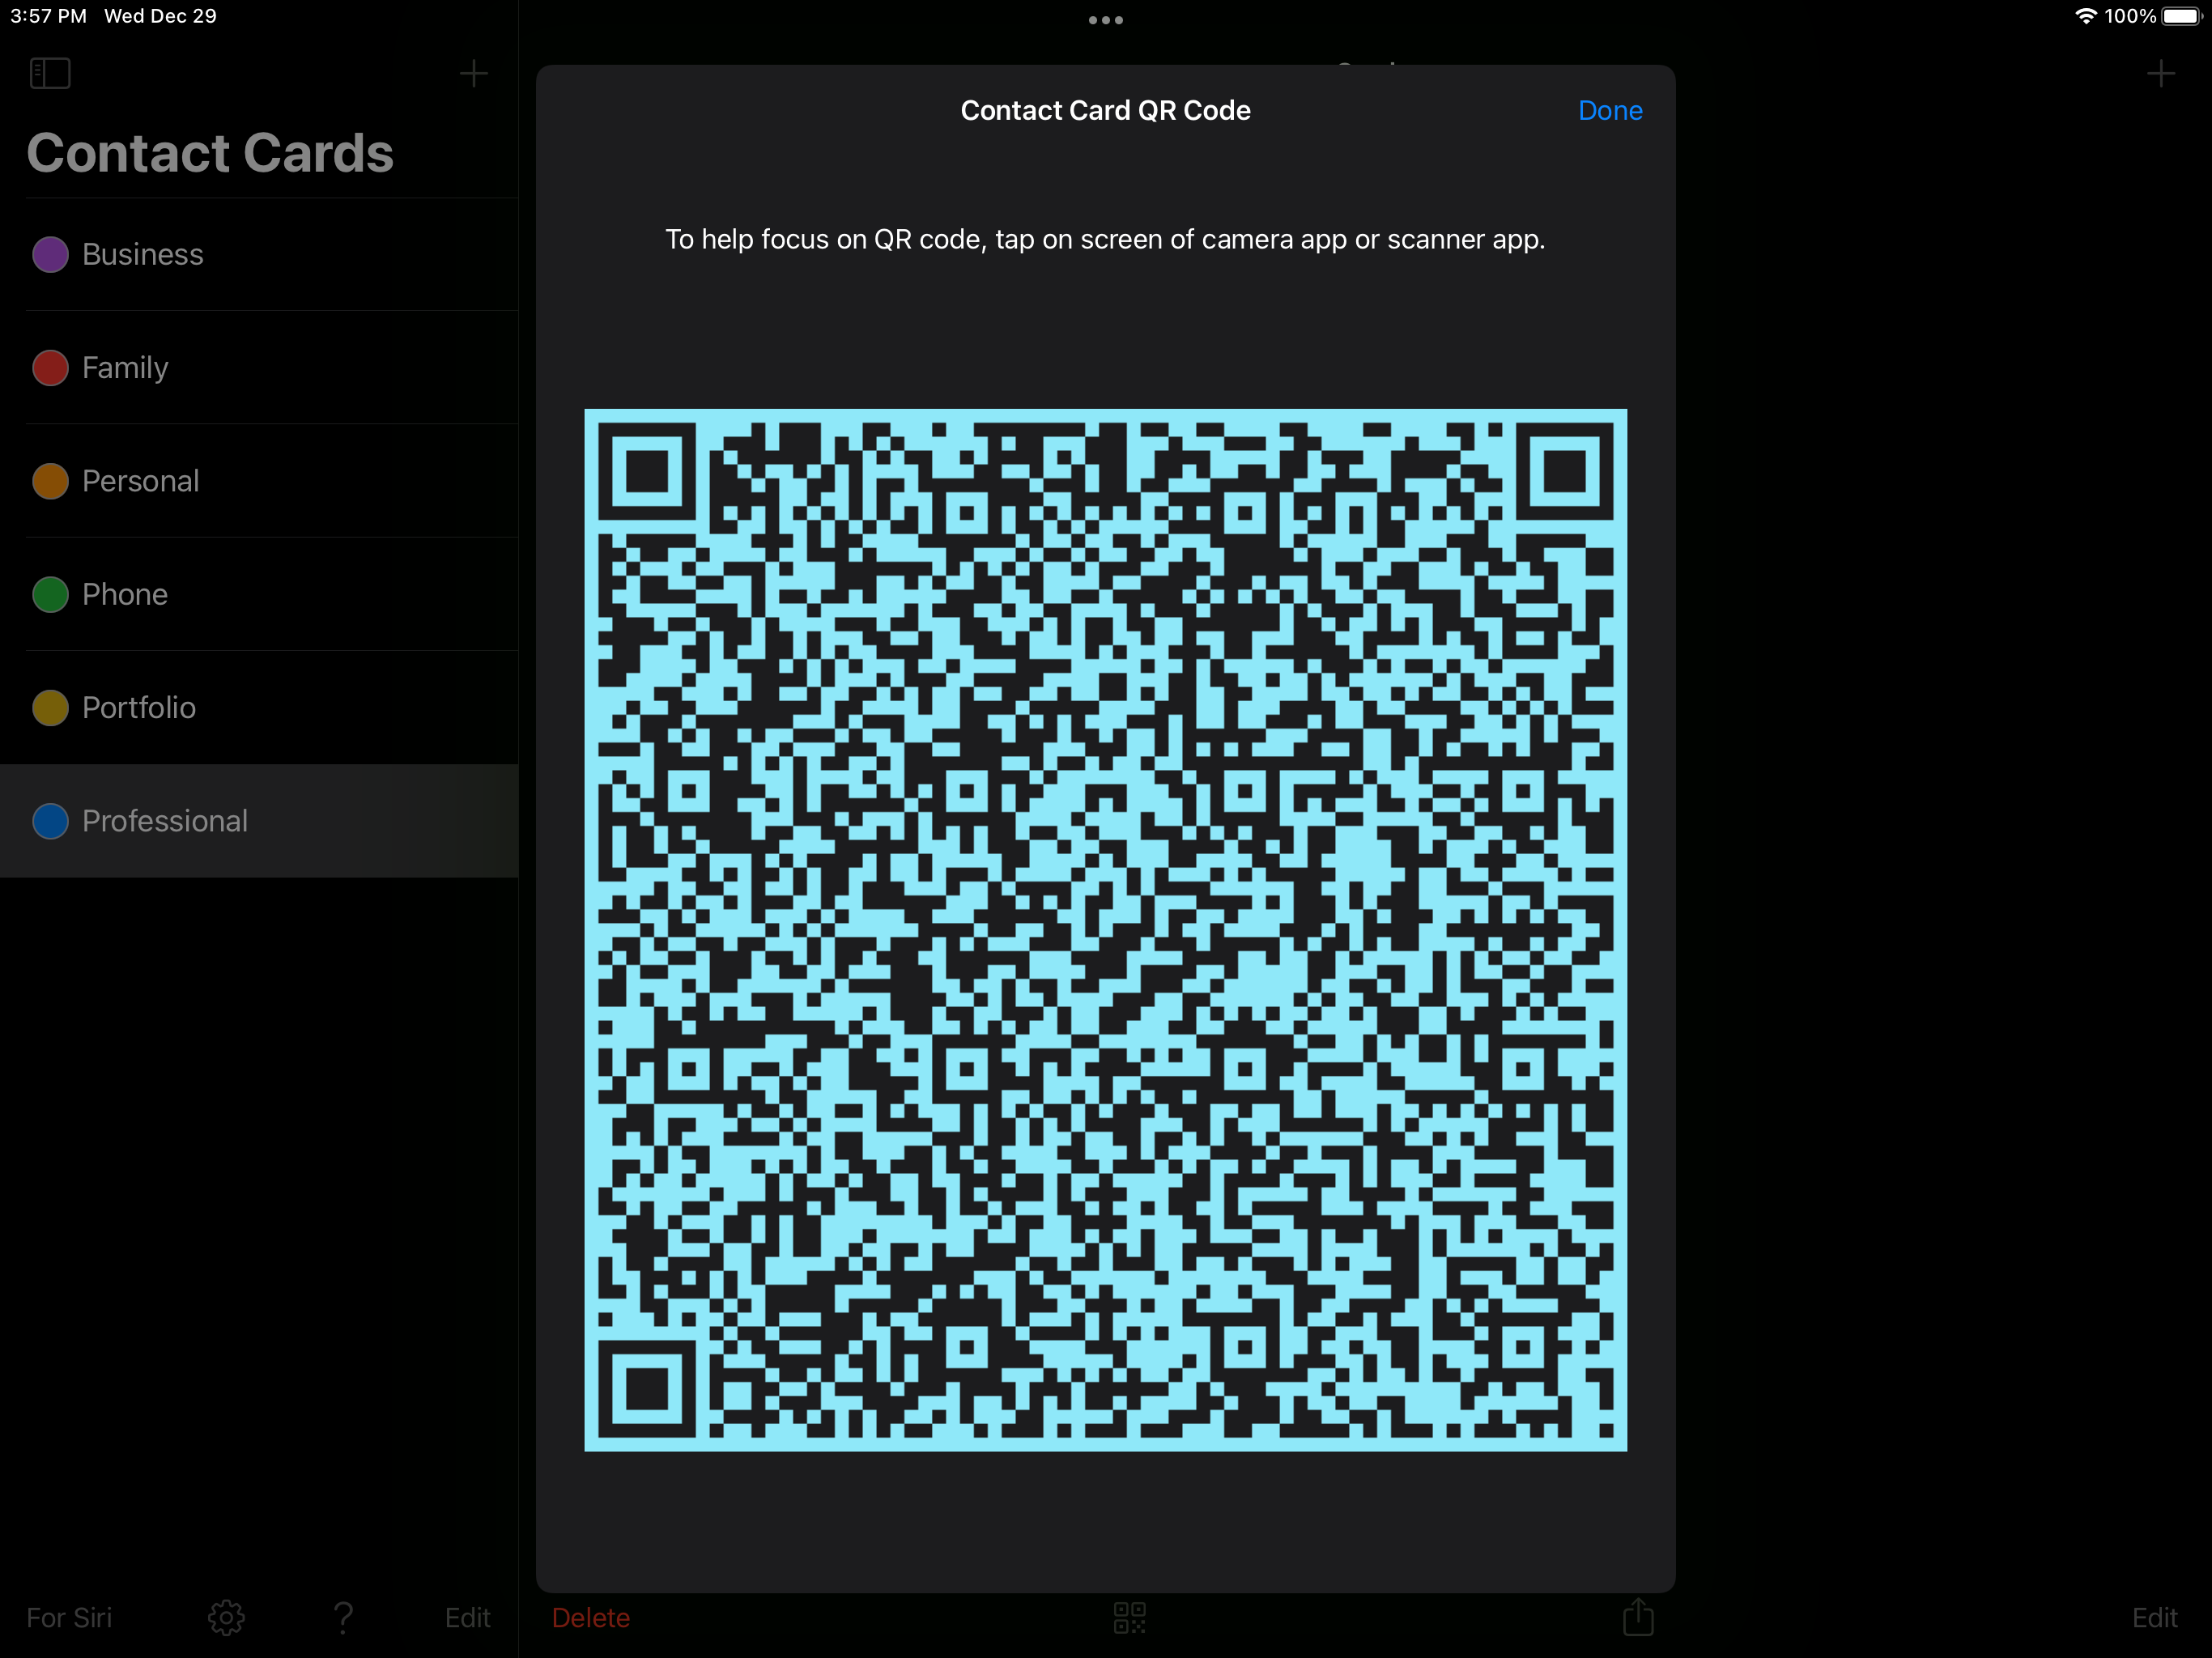 3:57 PM Wed Dec 29
100%
Contact Cards
Business
Family
Personal
Phone
Portfolio
Professional
For Siri
?
Edit
Contact Card QR Code
Done
To help focus on QR code, tap on screen of camera app or scanner app.
Delete
Edit